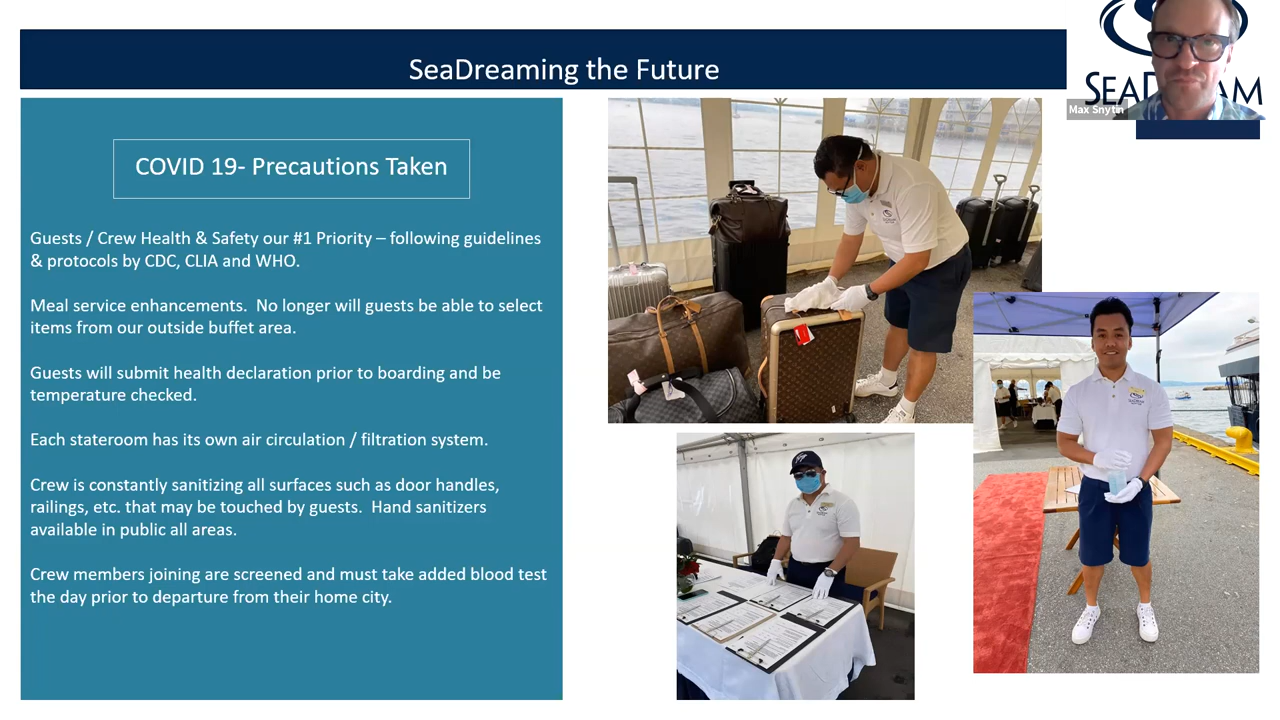 SeaDreaming the Future
COVID 19- Precautions Taken
Guests / Crew Health & Safety our #1 Priority – following guidelines
& protocols by CDC, CLIA and WHO.
Meal service enhancements.  No longer will guests be able to select
items from our outside buffet area.
Guests will submit health declaration prior to boarding and be
temperature checked.
Each stateroom has its own air circulation / filtration system.
Crew is constantly sanitizing all surfaces such as door handles,
railings, etc. that may be touched by guests.  Hand sanitizers
available in public all areas.
Crew members joining are screened and must take added blood test
the day prior to departure from their home city.
Max Snytin